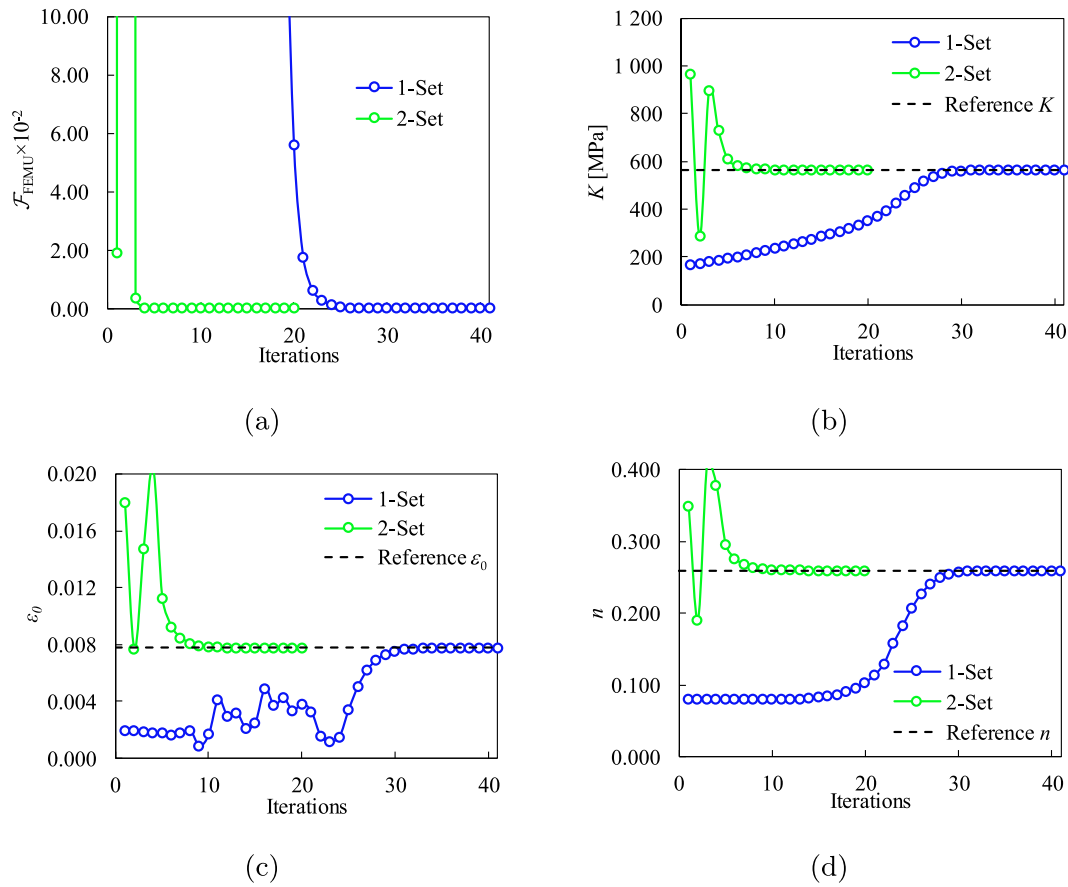 10.00
8.00
6.00
4.00
2.00
0.00
ℱFEMU×10-2
0 10 20 30 40
Iterations
1-Set
2-Set
(a)
1 200
1 000
800
600
400
200
0
K [MPa]
0 10 20 30 40
Iterations
1-Set
2-Set
Reference K
(b)
0.020
0.016
0.012
0.008
0.004
0.000
ε0
0 10 20 30 40
Iterations
1-Set
2-Set
Reference ε0
(c)
0.400
0.300
0.200
0.100
0.000
n
0 10 20 30 40
Iterations
1-Set
2-Set
Reference n
(d)